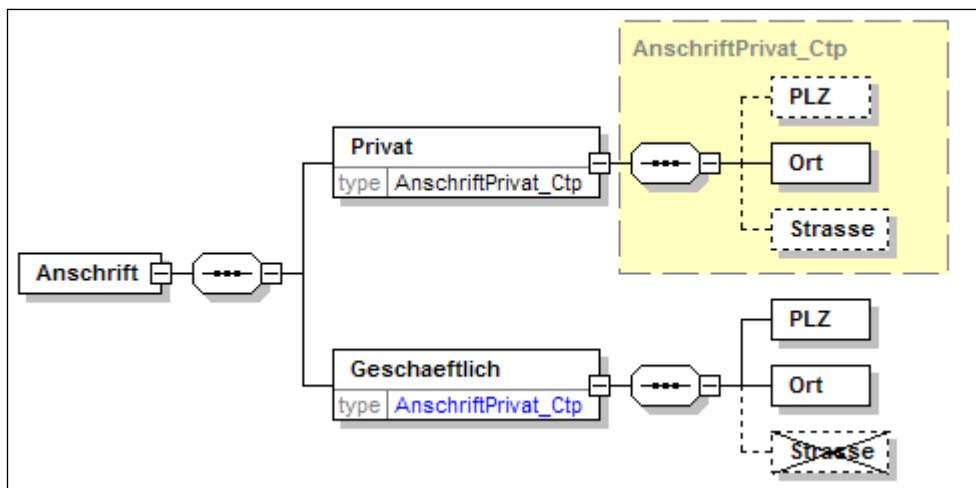 AnschriftPrivat_Ctp
PLZ
Privat
type AnschriftPrivat_Ctp
Ort
Strasse
Anschrift
PLZ
Geschaeftlich
type AnschriftPrivat_Ctp
Ort
Strasse